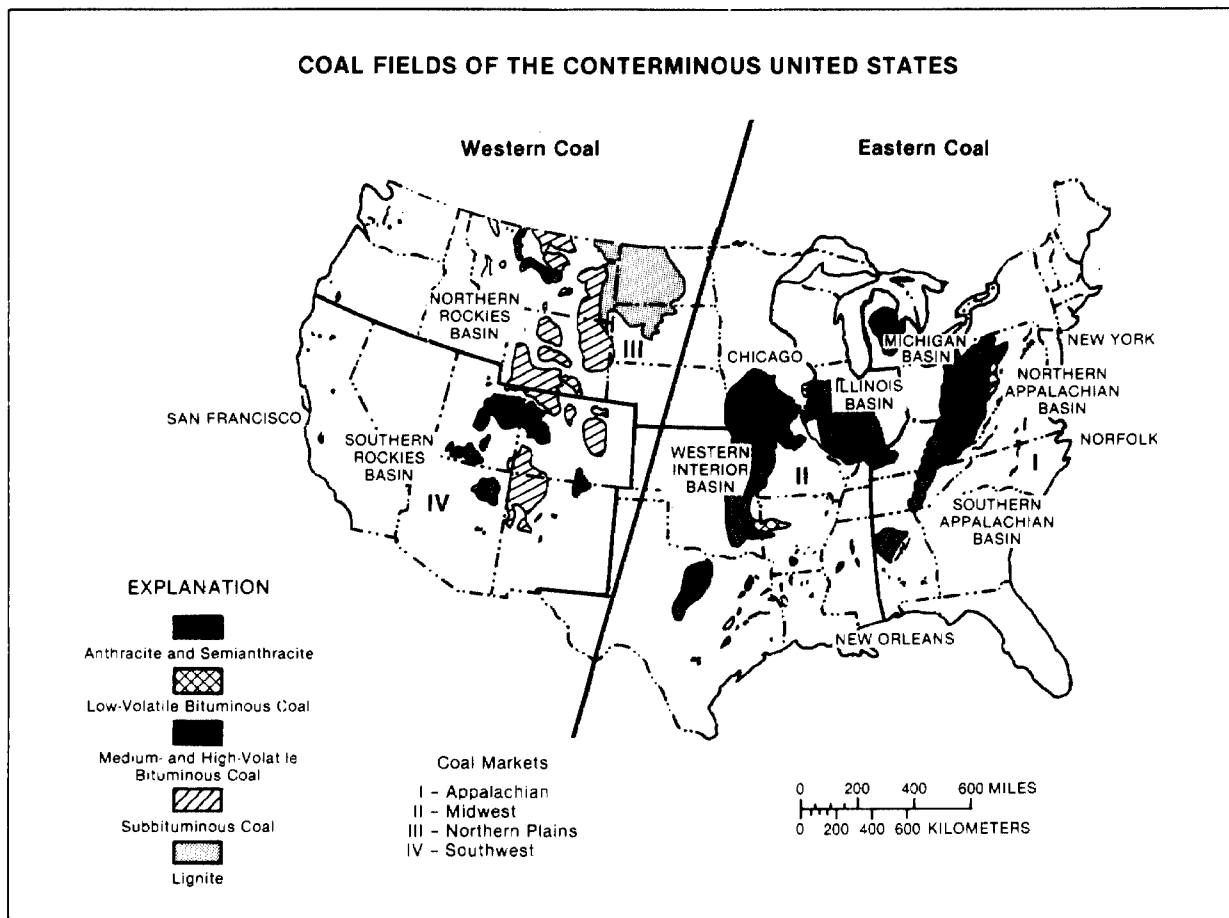 COAL FIELDS OF THE CONTERMINOUS UNITED STATES
Western Coal
Eastern Coal
NORTHERN
ROCKIES
BASIN
III
CHICAGO
MICHIGAN
BASIN
NEW YORK
ILLINOIS
BASIN
NORTHERN
APPALACHIAN
BASIN
SAN FRANCISCO
SOUTHERN
ROCKIES
BASIN
NORFOLK
WESTERN
INTERIOR
BASIN
II
I
IV
SOUTHERN
APPALACHIAN
BASIN
NEW ORLEANS
EXPLANATION
Anthracite and Semianthracite
Low-Volatile Bituminous Coal
Medium- and High-Volatile
Bituminous Coal
Subbituminous Coal
Lignite
Coal Markets
I - Appalachian
II - Midwest
III - Northern Plains
IV - Southwest
0 200 400 600 MILES
0 200 400 600 KILOMETERS